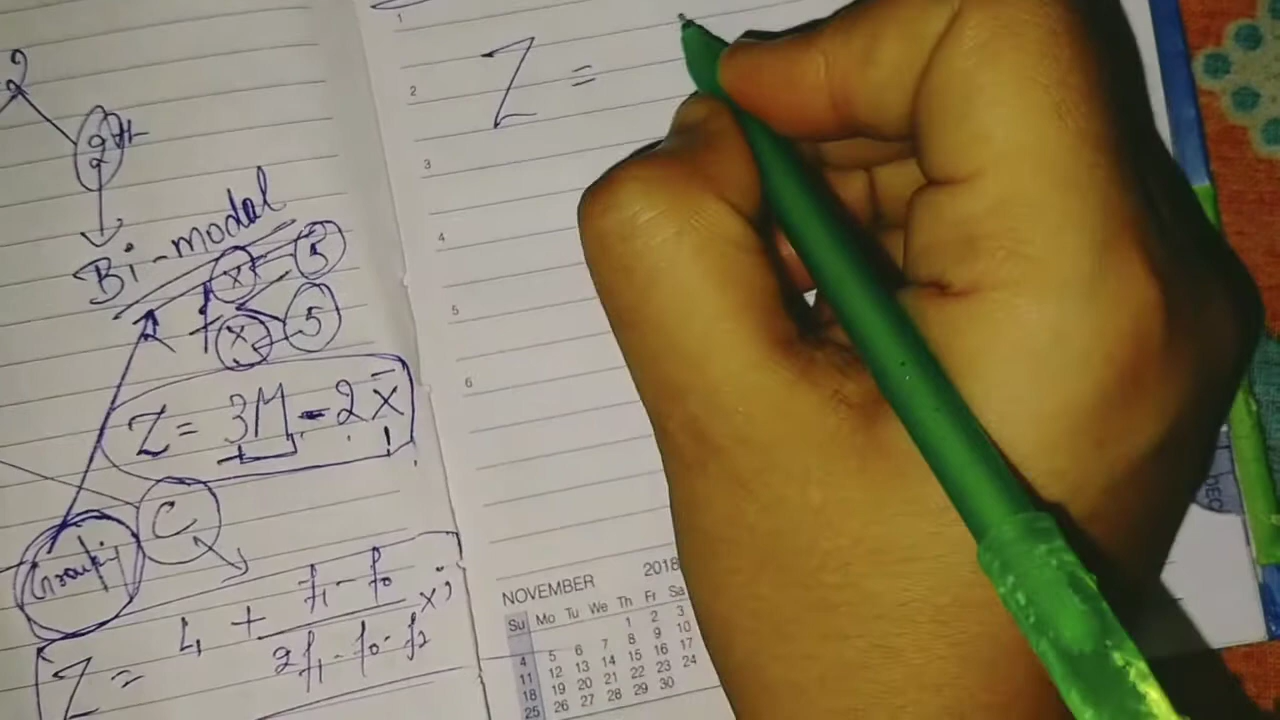 2
Bi-modal
x 5
f
x 5
Z = 3M - 2x̄
C
Grouping
Z = l₁ + f₁ - f₀ / 2f₁ - f₀ - f₂ × i
1
Z =
2
3
4
5
6
NOVEMBER 2018
Su Mo Tu We Th Fr Sa
1 2 3
4 5 6 7 8 9 10
11 12 13 14 15 16 17
18 19 20 21 22 23 24
25 26 27 28 29 30
DEC